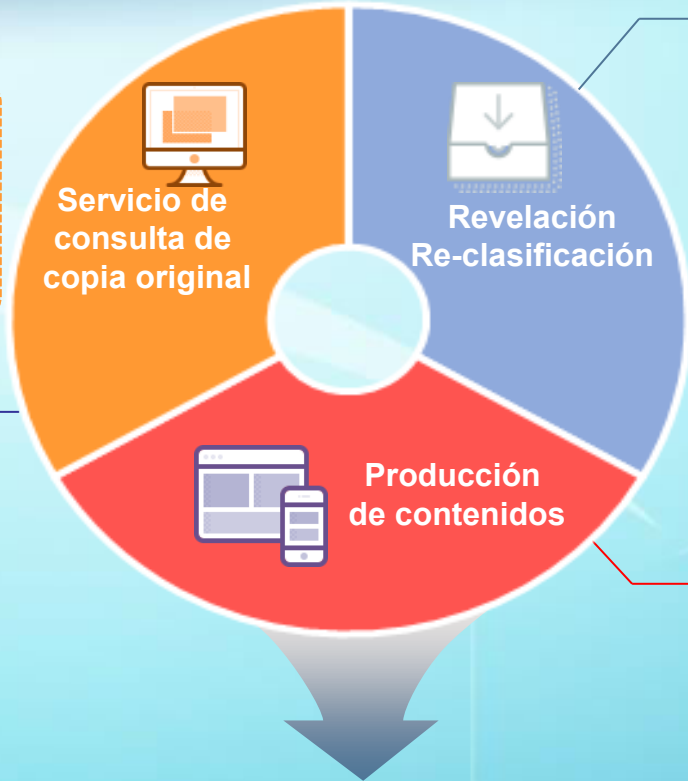 Servicio de
consulta de
copia original
Revelación
Re-clasificación
Producción
de contenidos